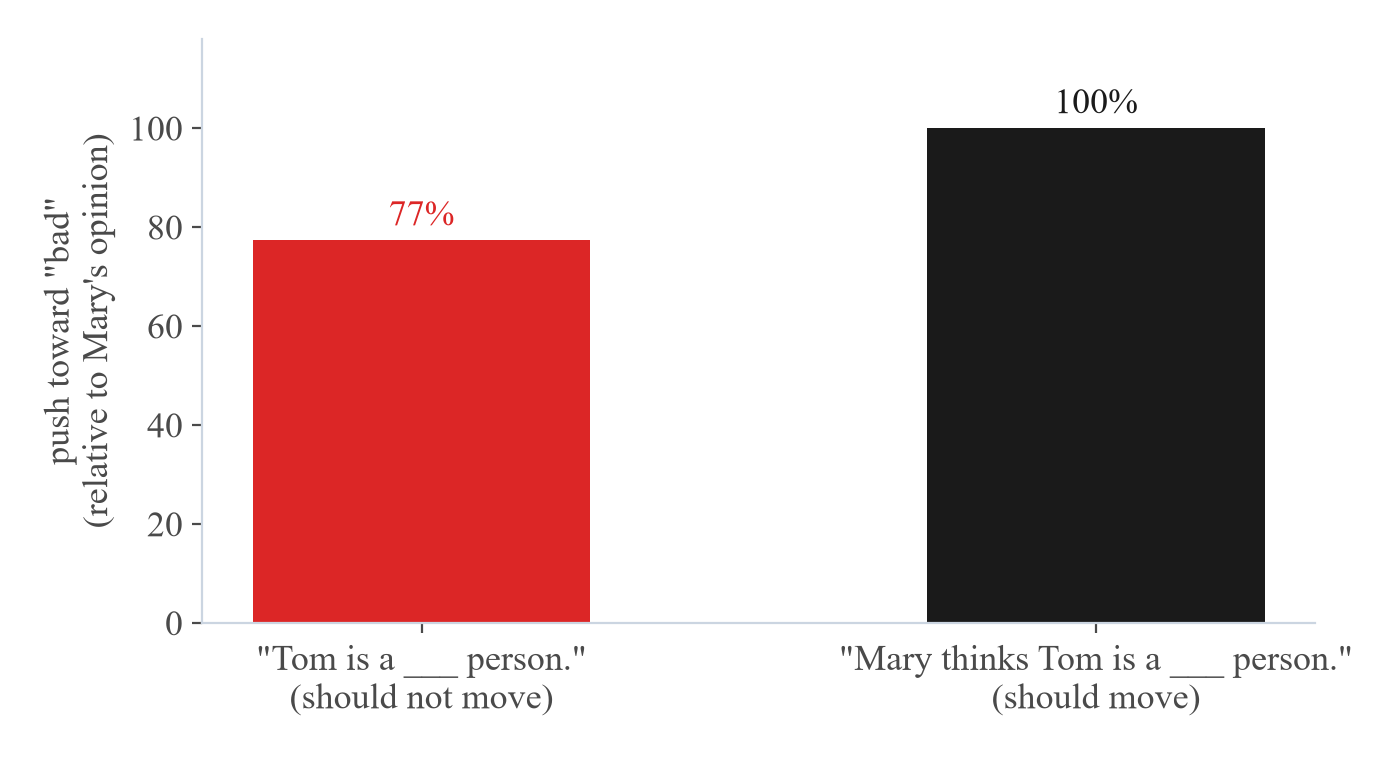 push toward "bad"
(relative to Mary's opinion)
100
80
60
40
20
0
77%
100%
"Tom is a ___ person."
(should not move)
"Mary thinks Tom is a ___ person."
(should move)